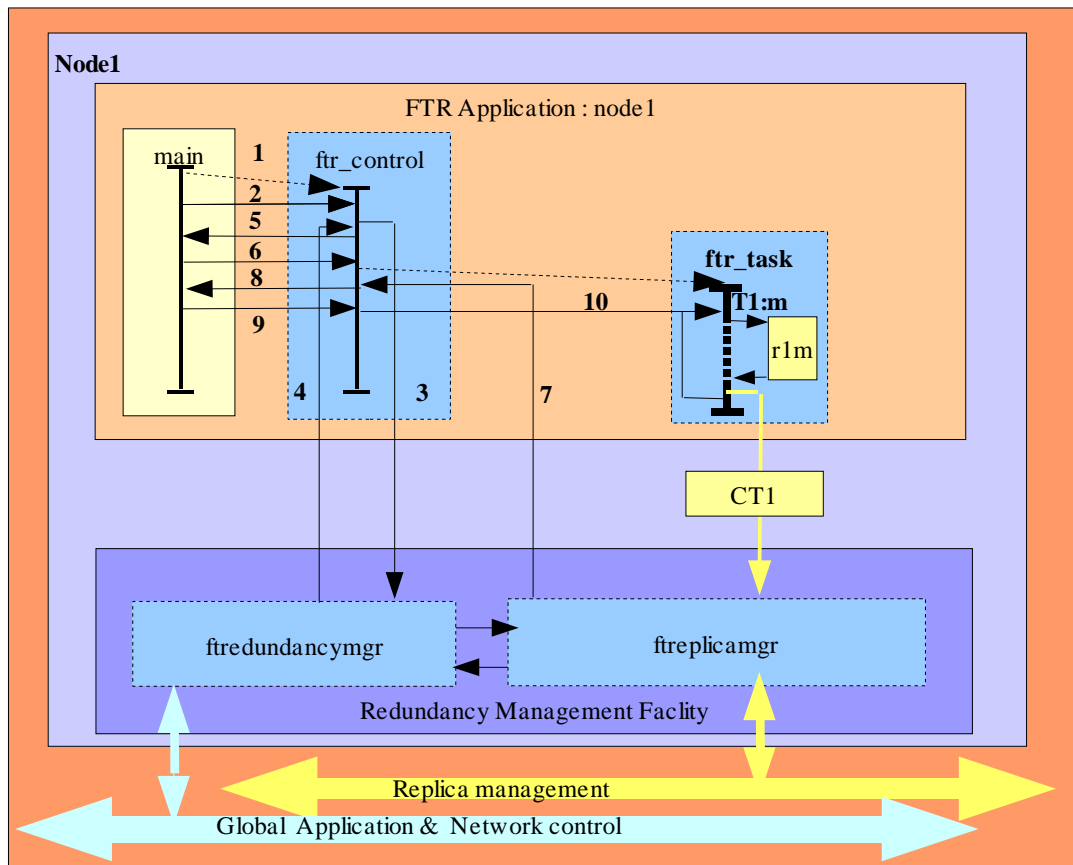 Node1
FTR Application : node1
main
1
ftr_control
2
5
6
8
9
ftr_task
T1:m
10
r1m
4
3
7
CT1
ftredundancymgr
ftreplicamgr
Redundancy Management Faclity
Replica management
Global Application & Network control